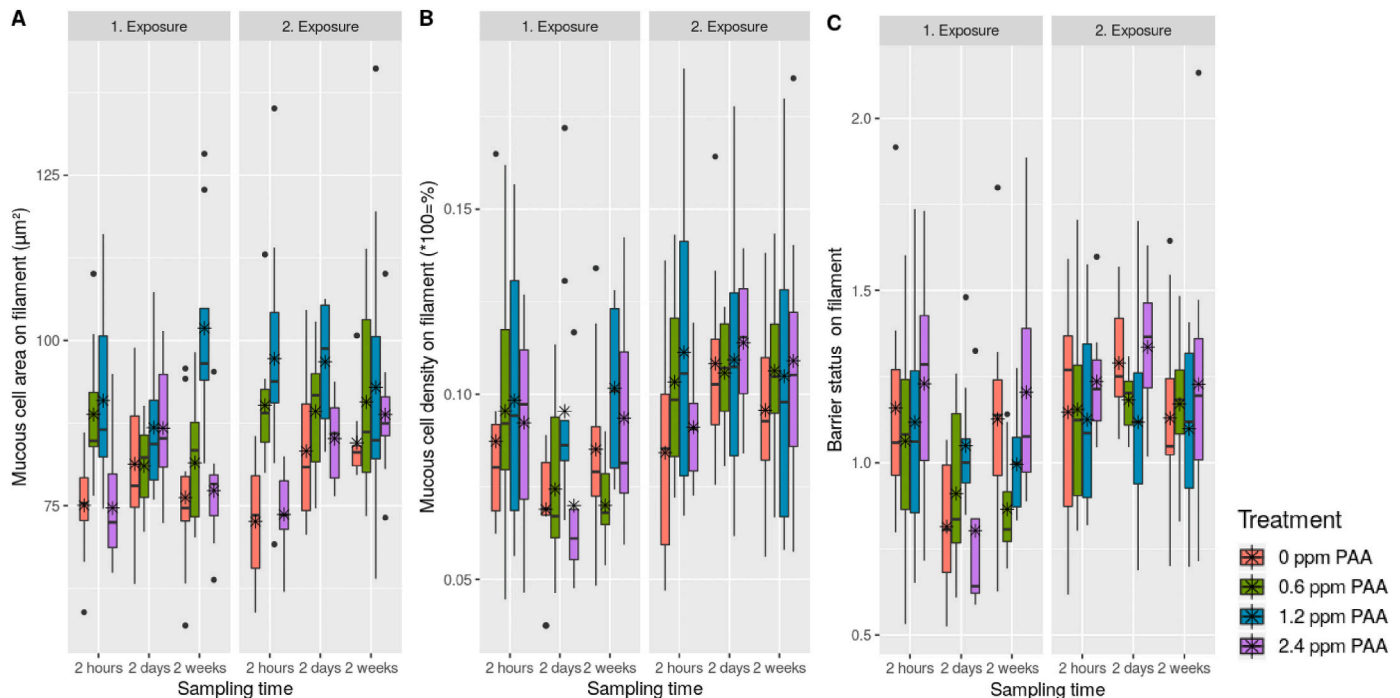 A
1. Exposure
2. Exposure
Mucous cell area on filament (µm²)
125
100
75
2 hours 2 days 2 weeks
2 hours 2 days 2 weeks
Sampling time
B
1. Exposure
2. Exposure
Mucous cell density on filament (*100=%)
0.15
0.10
0.05
2 hours 2 days 2 weeks
2 hours 2 days 2 weeks
Sampling time
C
1. Exposure
2. Exposure
Barrier status on filament
2.0
1.5
1.0
0.5
2 hours 2 days 2 weeks
2 hours 2 days 2 weeks
Sampling time
Treatment
0 ppm PAA
0.6 ppm PAA
1.2 ppm PAA
2.4 ppm PAA